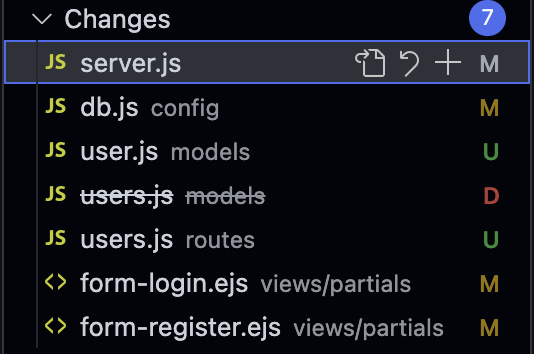 Changes 7
JS server.js M
JS db.js config M
JS user.js models U
JS users.js models D
JS users.js routes U
<> form-login.ejs views/partials M
<> form-register.ejs views/partials M